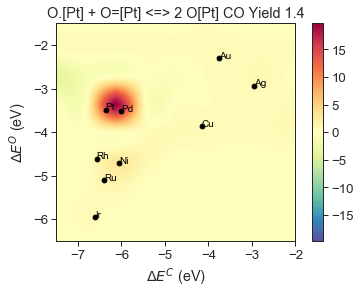 O.[Pt] + O=[Pt] <=> 2 O[Pt] CO Yield 1.4
−2
−3
−4
−5
−6
ΔE^O (eV)
Au
Ag
Pt
Pd
Cu
Rh
Ni
Ru
Ir
−7
−6
−5
−4
−3
−2
ΔE^C (eV)
15
10
5
0
−5
−10
−15